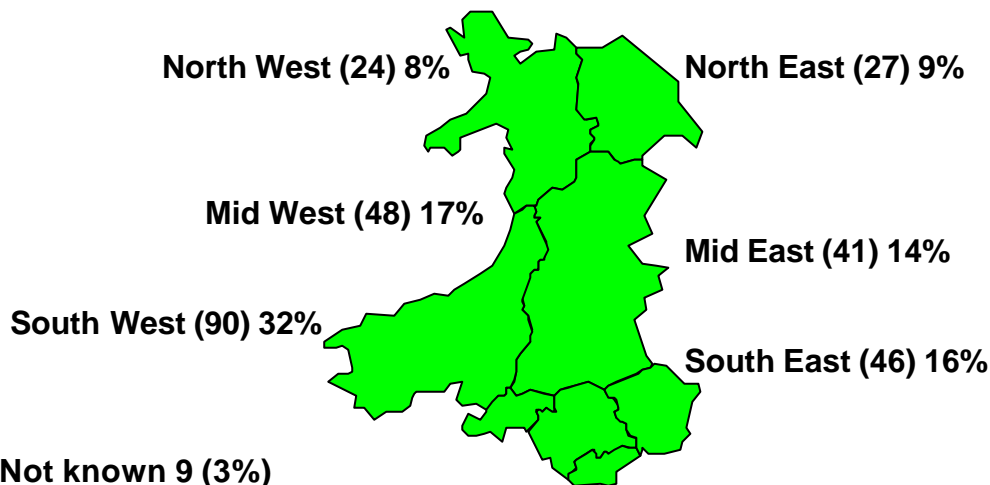 North West (24) 8%
North East (27) 9%
Mid West (48) 17%
Mid East (41) 14%
South West (90) 32%
South East (46) 16%
Not known 9 (3%)